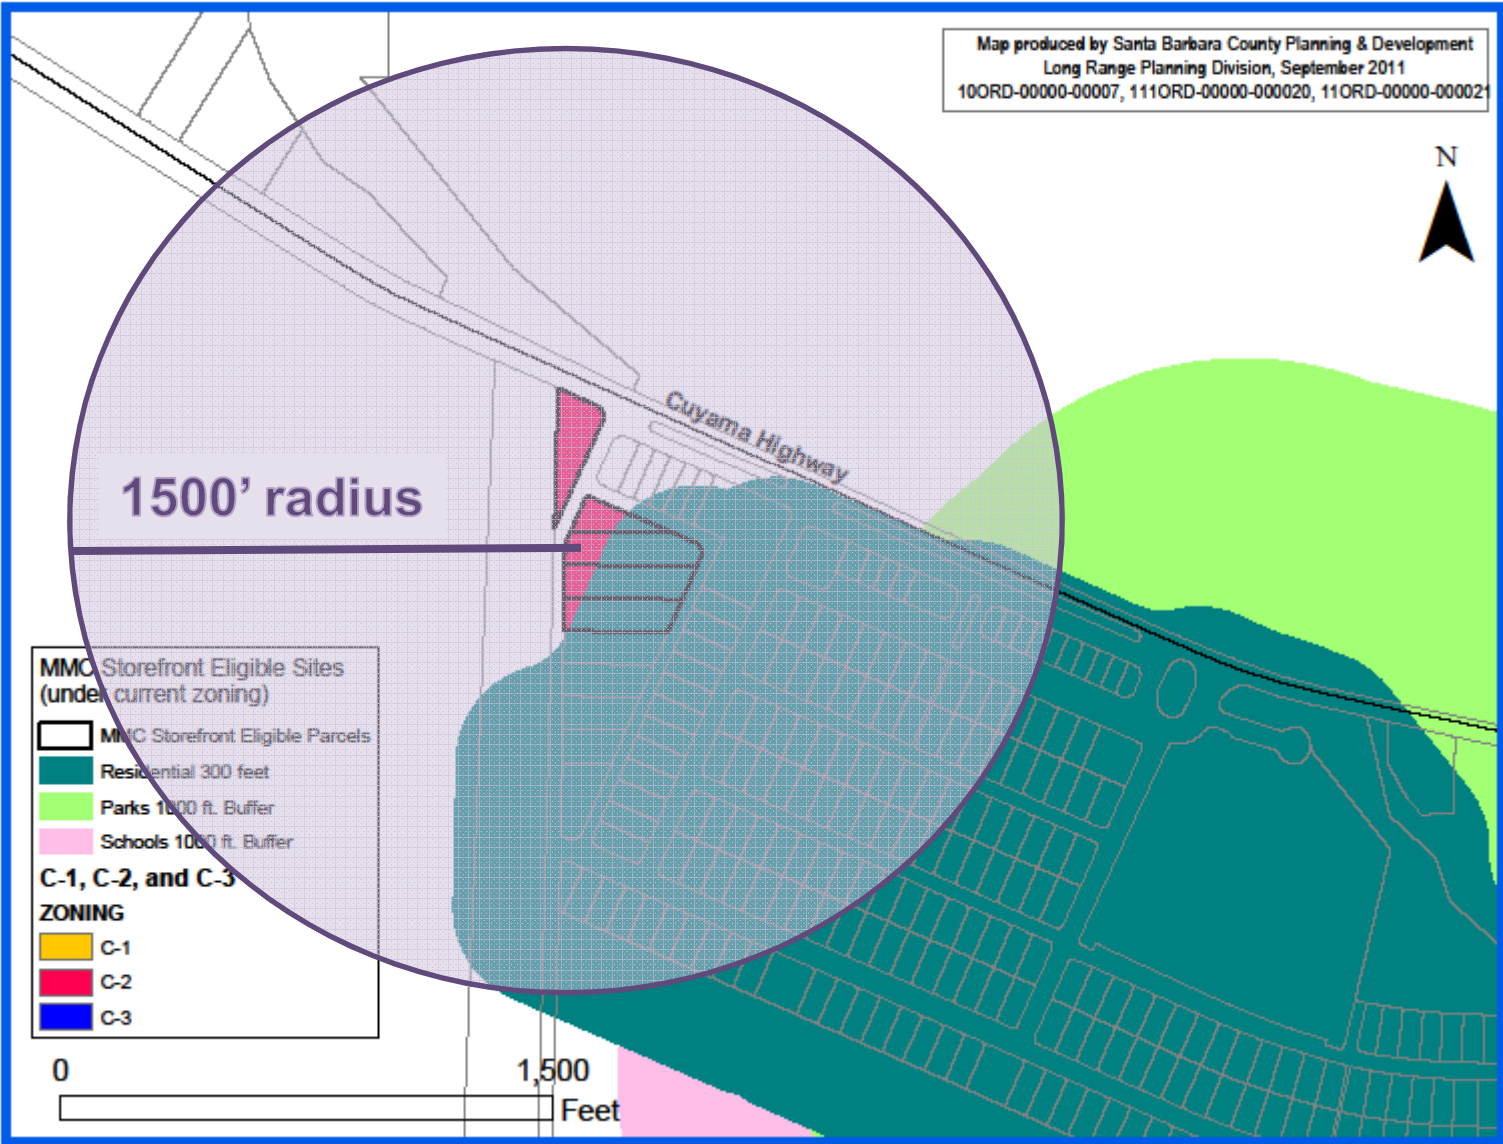 Map produced by Santa Barbara County Planning & Development
Long Range Planning Division, September 2011
10ORD-00000-00007, 111ORD-00000-000020, 11ORD-00000-000021
N
Cuyama Highway
1500’ radius
MMC Storefront Eligible Sites
(under current zoning)
MMC Storefront Eligible Parcels
Residential 300 feet
Parks 1000 ft. Buffer
Schools 1000 ft. Buffer
C-1, C-2, and C-3
ZONING
C-1
C-2
C-3
0 1,500
Feet